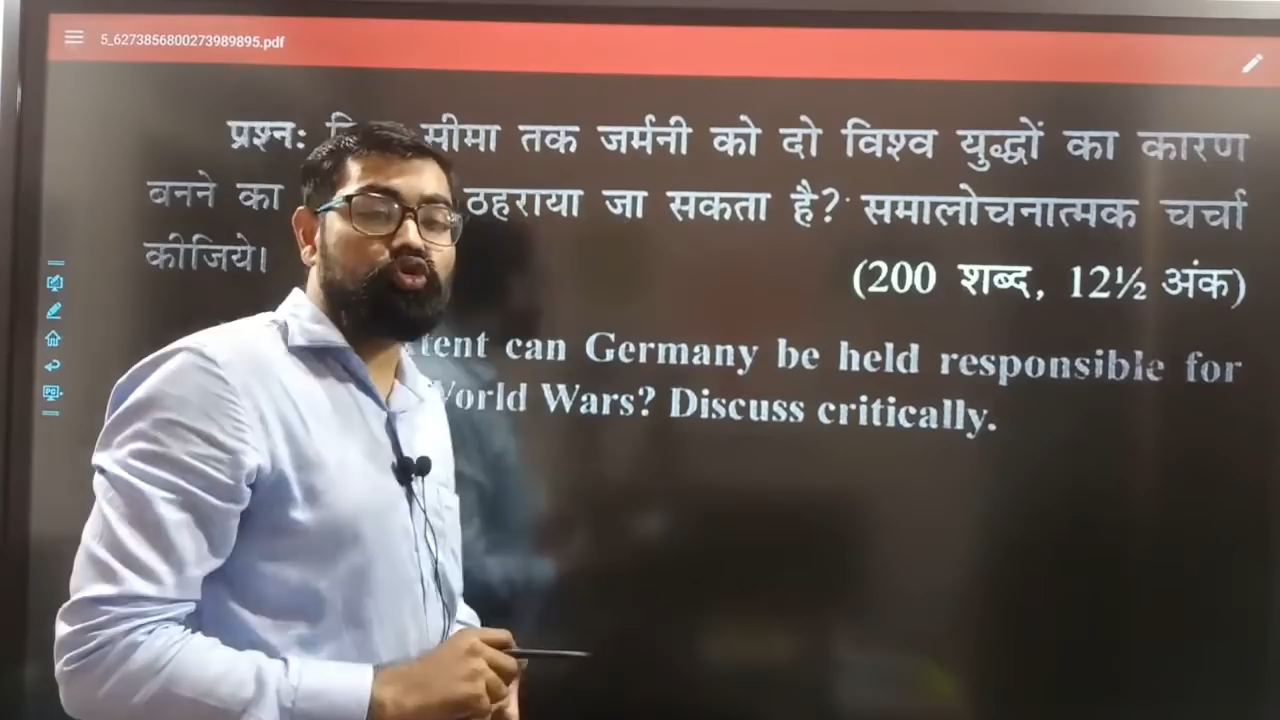 5_6273856800273989895.pdf
प्रश्नः सीमा तक जर्मनी को दो विश्व युद्धों का कारण
बनने का ठहराया जा सकता है? समालोचनात्मक चर्चा
कीजिये।
(200 शब्द, 12½ अंक)
can Germany be held responsible for
World Wars? Discuss critically.